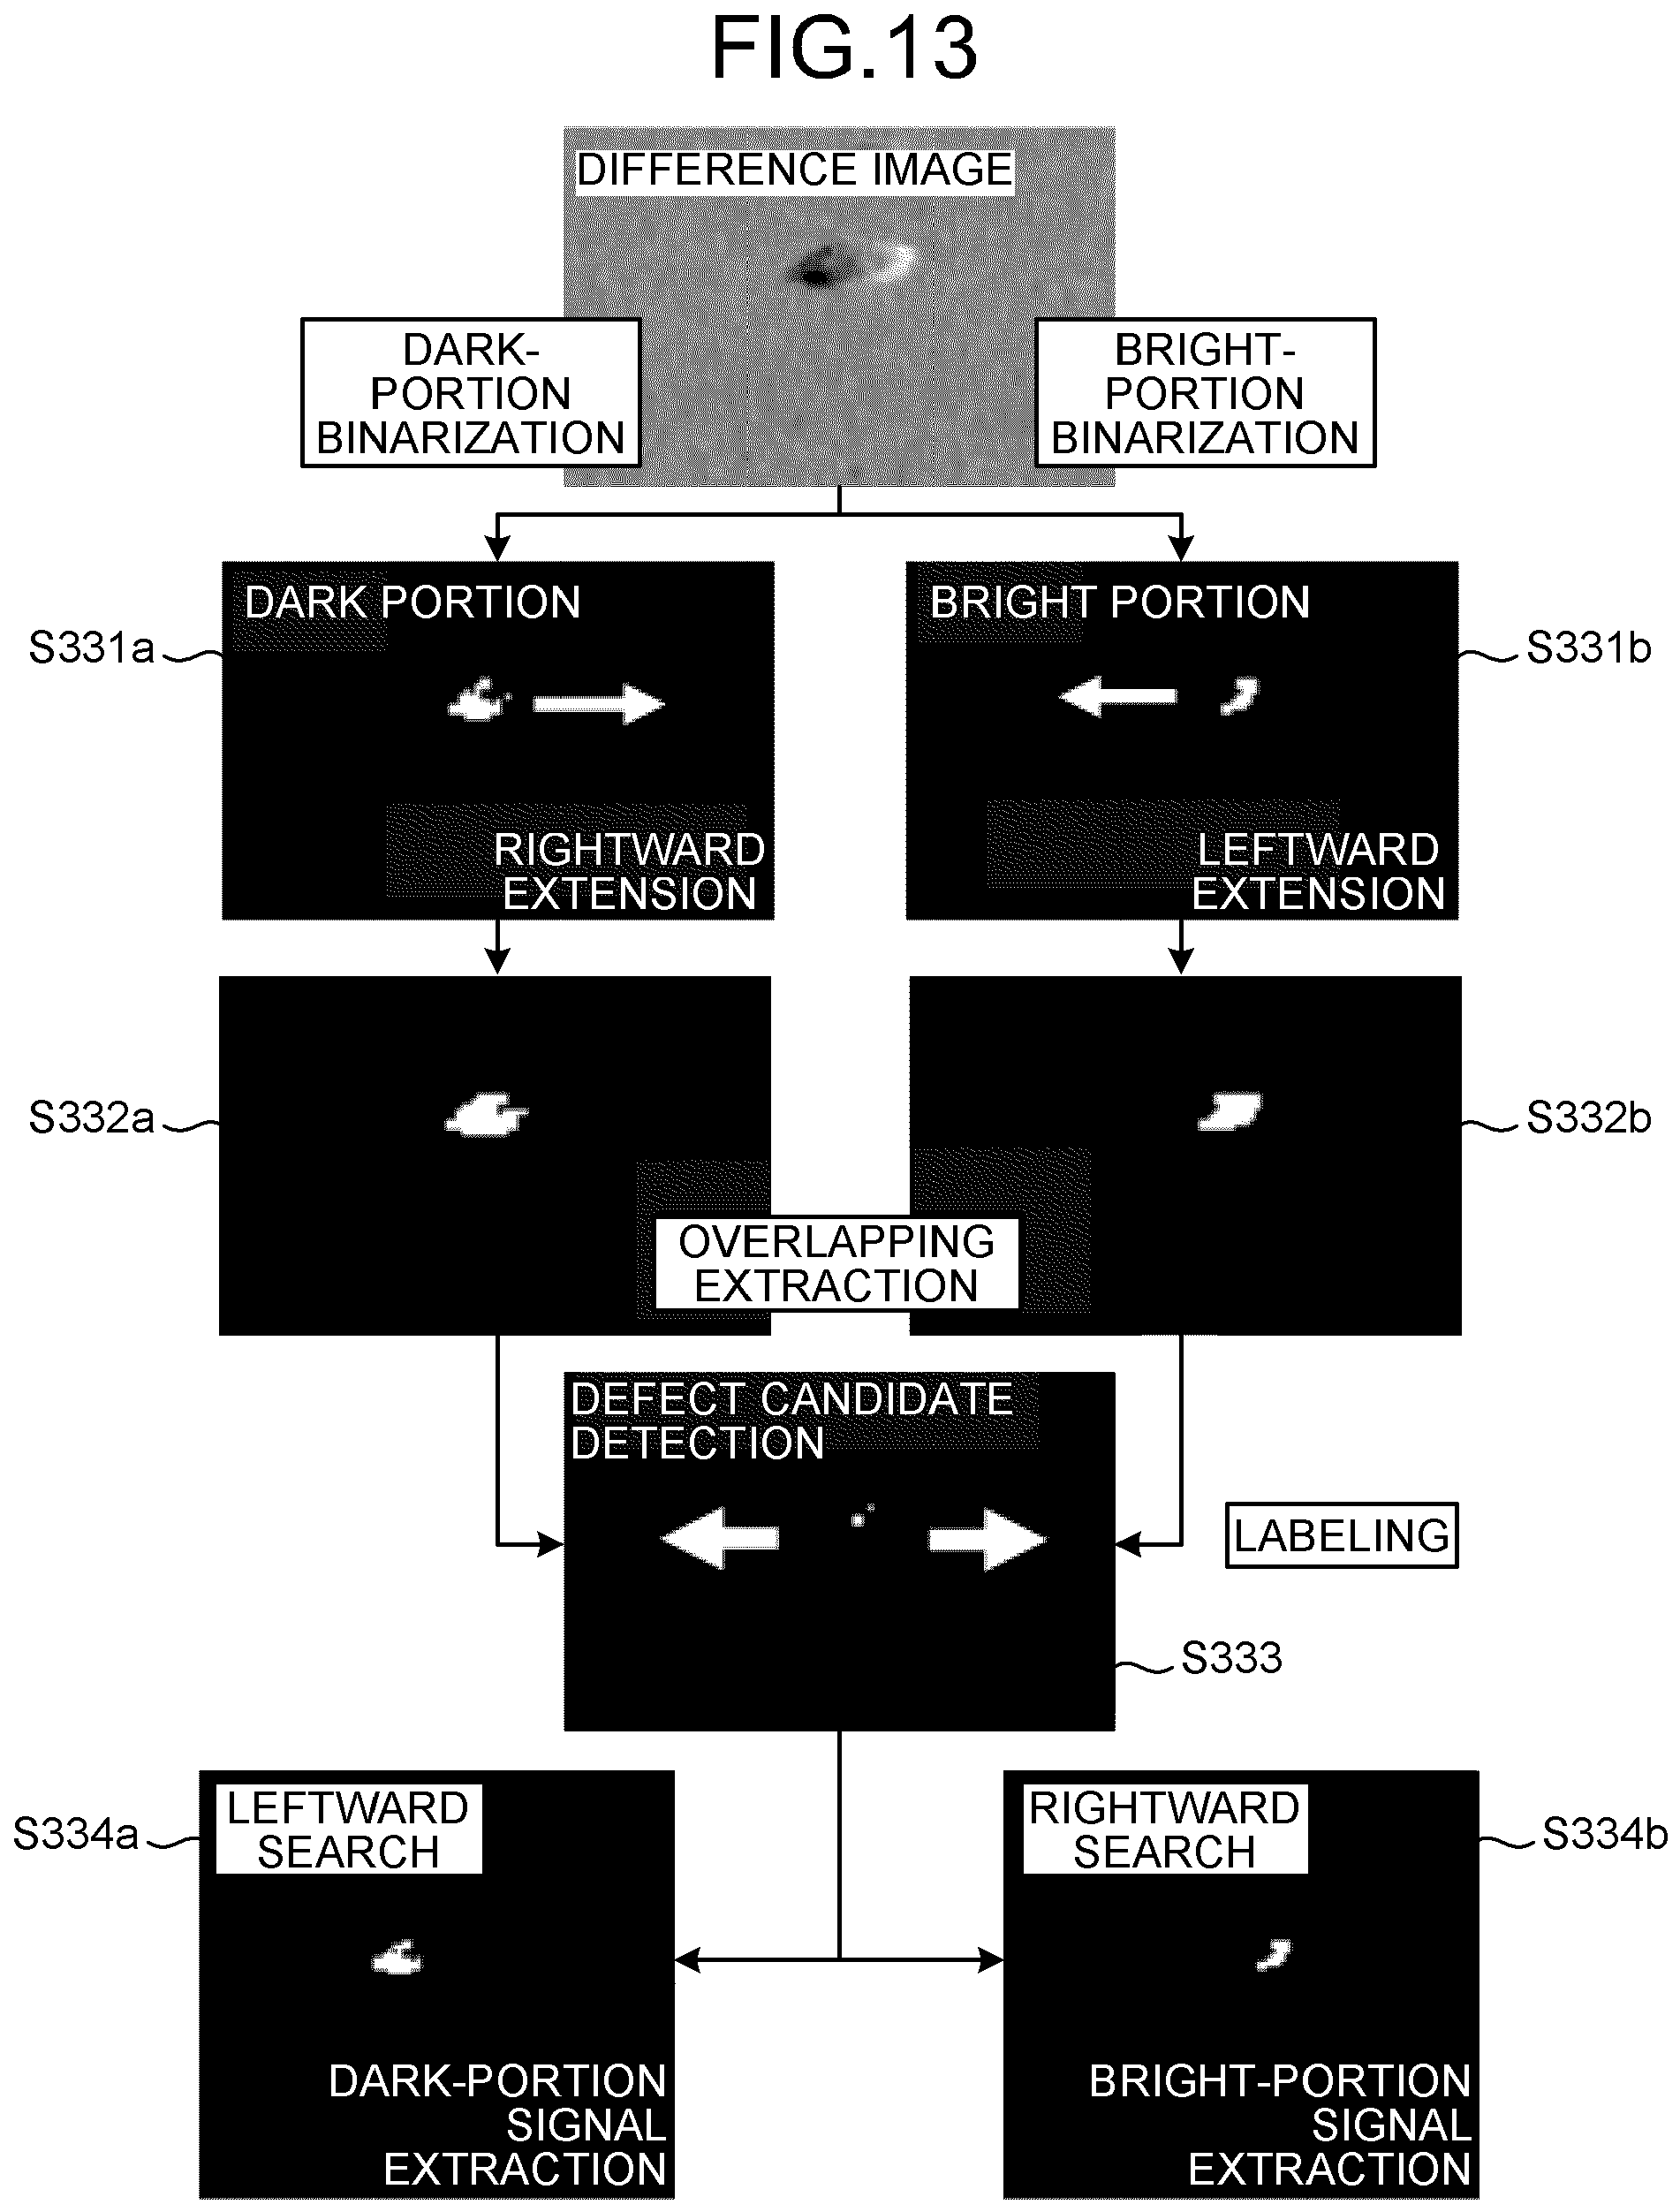 FIG.13
DIFFERENCE IMAGE
DARK-
PORTION
BINARIZATION
BRIGHT-
PORTION
BINARIZATION
DARK PORTION
BRIGHT PORTION
S331a
S331b
RIGHTWARD
EXTENSION
LEFTWARD
EXTENSION
S332a
S332b
OVERLAPPING
EXTRACTION
DEFECT CANDIDATE
DETECTION
LABELING
S333
LEFTWARD
SEARCH
RIGHTWARD
SEARCH
S334a
S334b
DARK-PORTION
SIGNAL
EXTRACTION
BRIGHT-PORTION
SIGNAL
EXTRACTION